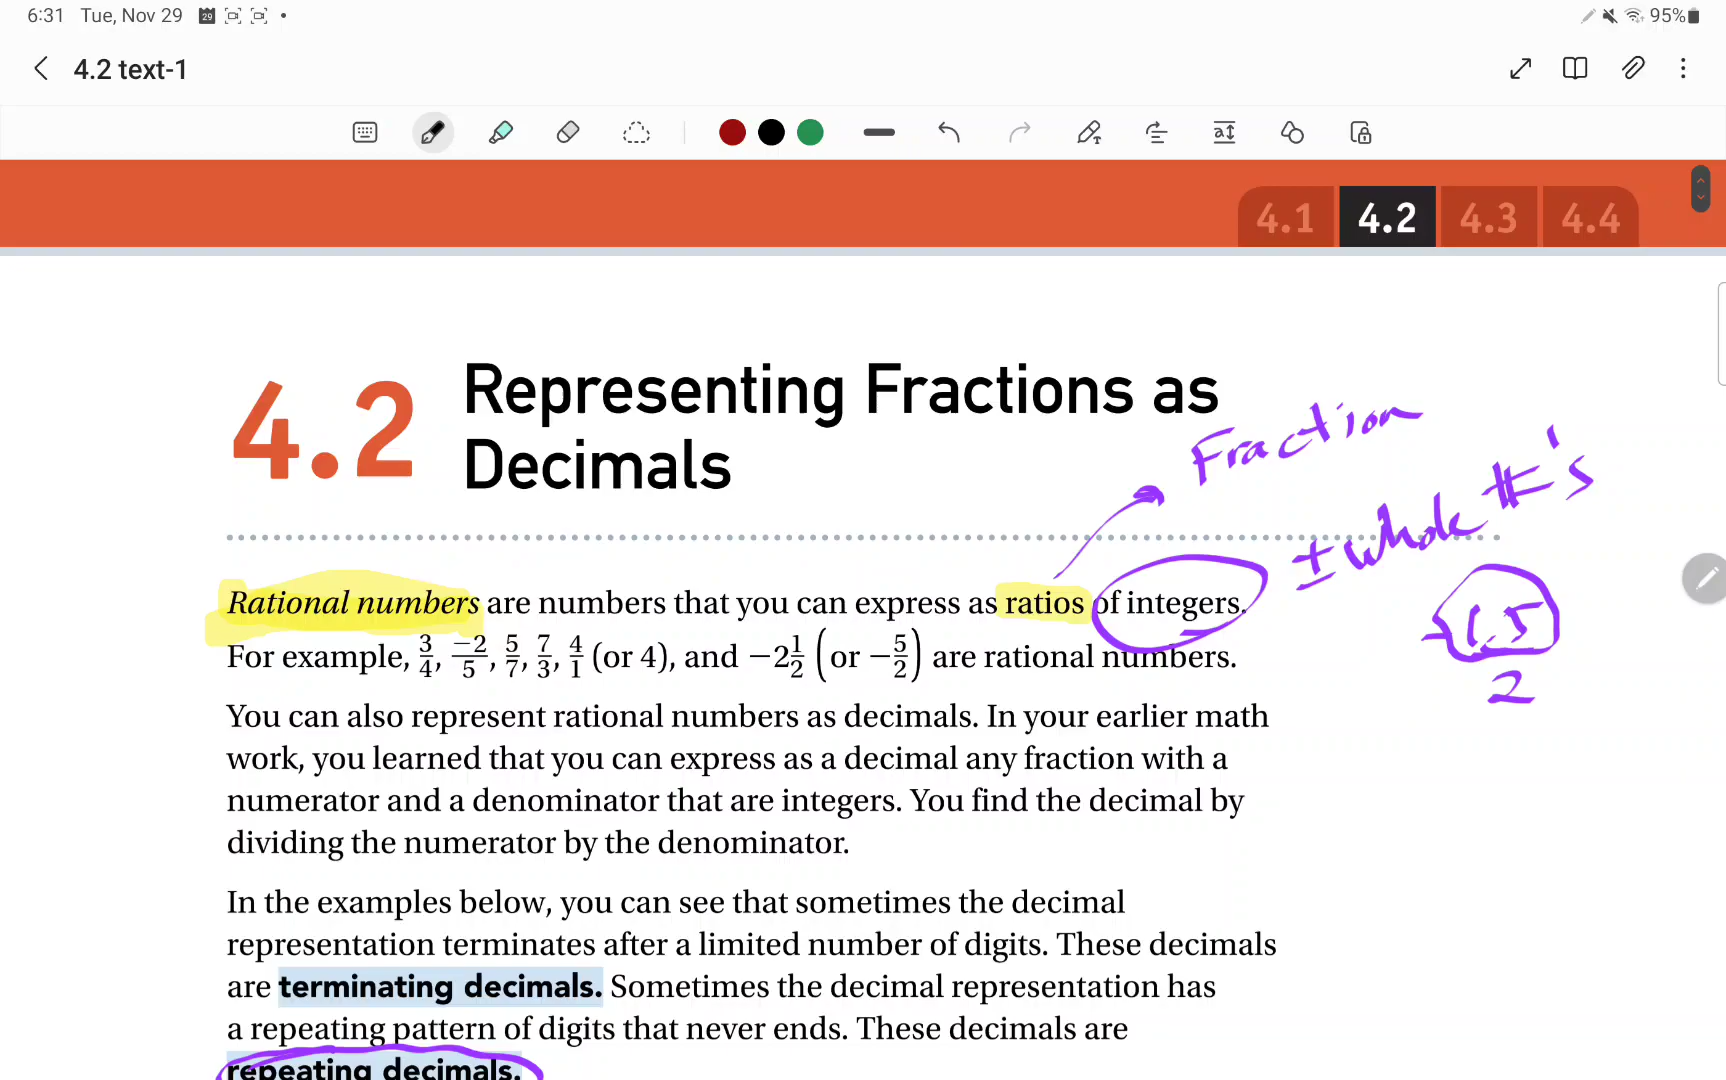 6:31 Tue, Nov 29 29 95%
4.2 text-1
4.1 4.2 4.3 4.4
4.2 Representing Fractions as
Decimals
Fraction
± whole #'s
Rational numbers are numbers that you can express as ratios of integers.
1.5
2
For example, 3/4, −2/5, 5/7, 7/3, 4/1 (or 4), and −2 1/2 (or −5/2) are rational numbers.
You can also represent rational numbers as decimals. In your earlier math
work, you learned that you can express as a decimal any fraction with a
numerator and a denominator that are integers. You find the decimal by
dividing the numerator by the denominator.
In the examples below, you can see that sometimes the decimal
representation terminates after a limited number of digits. These decimals
are terminating decimals. Sometimes the decimal representation has
a repeating pattern of digits that never ends. These decimals are
repeating decimals.